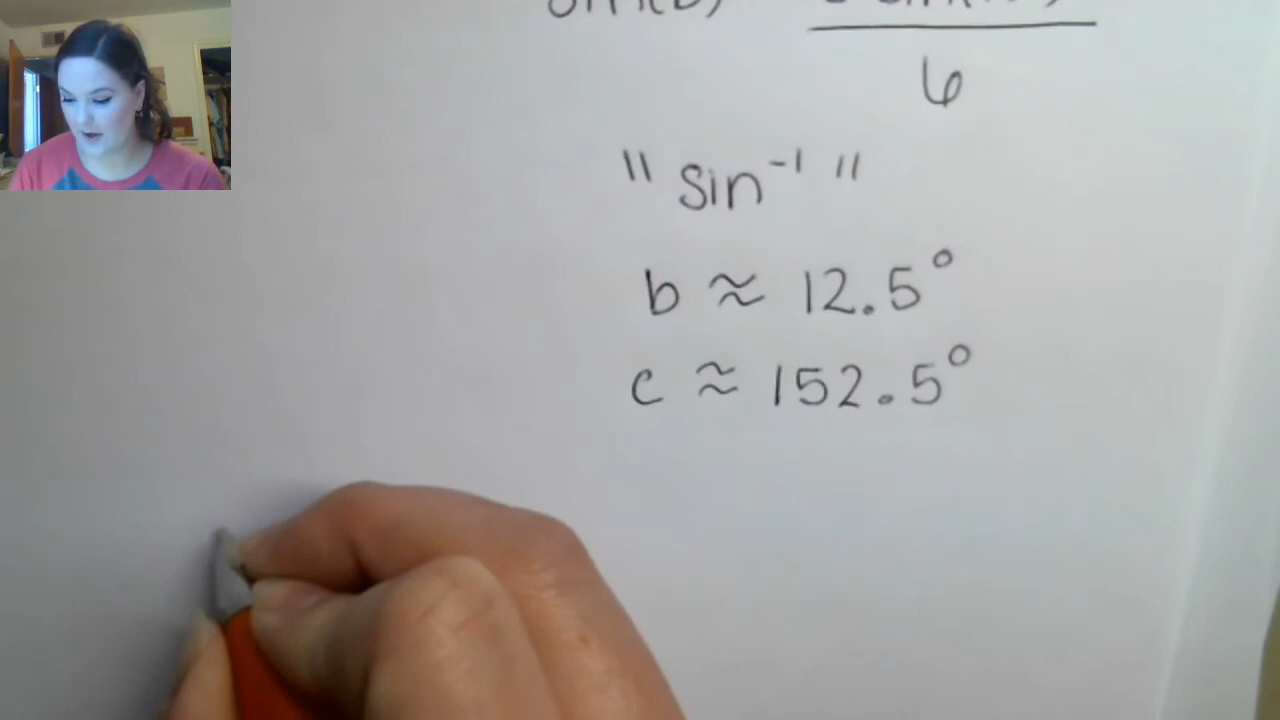 6
"sin⁻¹"
b ≈ 12.5°
c ≈ 152.5°